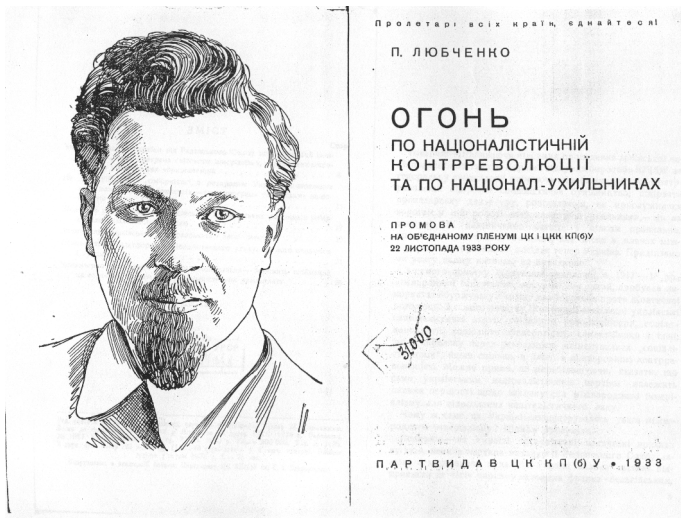 Пролетарі всіх країн, єднайтеся!
П. ЛЮБЧЕНКО
ОГОНЬ
ПО НАЦІОНАЛІСТИЧНІЙ
КОНТРРЕВОЛЮЦІЇ
ТА ПО НАЦІОНАЛ-УХИЛЬНИКАХ
ПРОМОВА
НА ОБ'ЄДНАНОМУ ПЛЕНУМІ ЦК І ЦКК КП(б)У
22 ЛИСТОПАДА 1933 РОКУ
31000
ПАРТВИДАВ ЦК КП(б)У • 1933